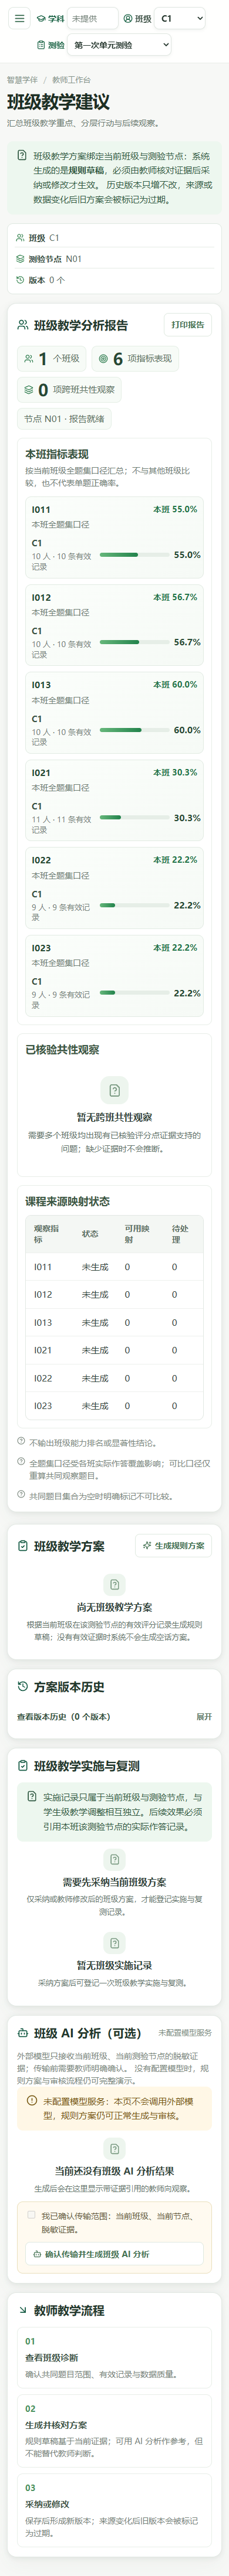 学科 未提供 班级 C1
测验 第一次单元测验
智慧学伴 / 教师工作台
班级教学建议
汇总班级教学重点、分层行动与后续观察。
班级教学方案绑定当前班级与测验节点；系统
生成的是规则草稿，必须由教师核对证据后采
纳或修改才生效。 历史版本只增不改，来源或
数据变化后旧方案会被标记为过期。
班级 C1
测验节点 N01
版本 0 个
班级教学分析报告 打印报告
1 个班级 6 项指标表现
0 项跨班共性观察
节点 N01 · 报告就绪
本班指标表现
按当前班级全题集口径汇总；不与其他班级比
较，也不代表单题正确率。
I011 本班 55.0%
本班全题集口径
C1
10 人 · 10 条有效
记录
55.0%
I012 本班 56.7%
本班全题集口径
C1
10 人 · 10 条有效
记录
56.7%
I013 本班 60.0%
本班全题集口径
C1
10 人 · 10 条有效
记录
60.0%
I021 本班 30.3%
本班全题集口径
C1
11 人 · 11 条有效
记录
30.3%
I022 本班 22.2%
本班全题集口径
C1
9 人 · 9 条有效记
录
22.2%
I023 本班 22.2%
本班全题集口径
C1
9 人 · 9 条有效记
录
22.2%
已核验共性观察
暂无跨班共性观察
需要多个班级均出现有已核验评分点证据支持的
问题；缺少证据时不会推断。
课程来源映射状态
观察指
标
状态
可用映
射
待处
理
I011 未生成 0 0
I012 未生成 0 0
I013 未生成 0 0
I021 未生成 0 0
I022 未生成 0 0
I023 未生成 0 0
不输出班级能力排名或显著性结论。
全题集口径受各班实际作答覆盖影响；可比口径仅
重算共同观察题目。
共同题目集合为空时明确标记不可比较。
班级教学方案 生成规则方案
尚无班级教学方案
根据当前班级在该测验节点的有效评分记录生成规则
草稿；没有有效证据时系统不会生成空话方案。
方案版本历史
查看版本历史（0 个版本） 展开
班级教学实施与复测
实施记录只属于当前班级与测验节点，与
学生级教学调整相互独立。后续效果必须
引用本班该测验节点的实际作答记录。
需要先采纳当前班级方案
仅采纳或教师修改后的班级方案，才能登记实施与复
测记录。
暂无班级实施记录
采纳方案后可登记一次班级教学实施与复测。
班级 AI 分析（可选） 未配置模型服务
外部模型只接收当前班级、当前测验节点的脱敏证
据；传输前需要教师明确确认。 没有配置模型时，规
则方案与审核流程仍可完整演示。
未配置模型服务：本页不会调用外部模
型，规则方案仍可正常生成与审核。
当前还没有班级 AI 分析结果
生成后会在这里显示带证据引用的教师向观察。
我已确认传输范围：当前班级、当前节点、
脱敏证据。
确认传输并生成班级 AI 分析
教师教学流程
01
查看班级诊断
确认共同题目范围、有效记录与数据质量。
02
生成并核对方案
规则草稿基于当前证据；可用 AI 分析作参考，但
不能替代教师判断。
03
采纳或修改
保存后形成新版本；来源变化后旧版本会被标记
为过期。